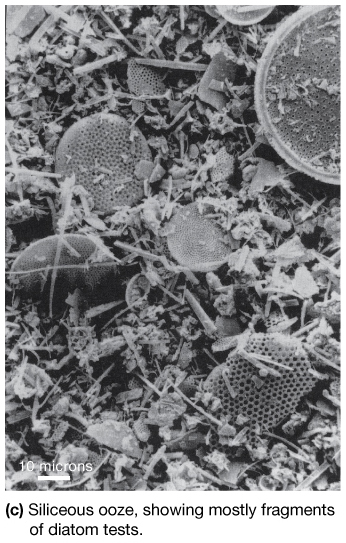 10 microns
(c) Siliceous ooze, showing mostly fragments
of diatom tests.